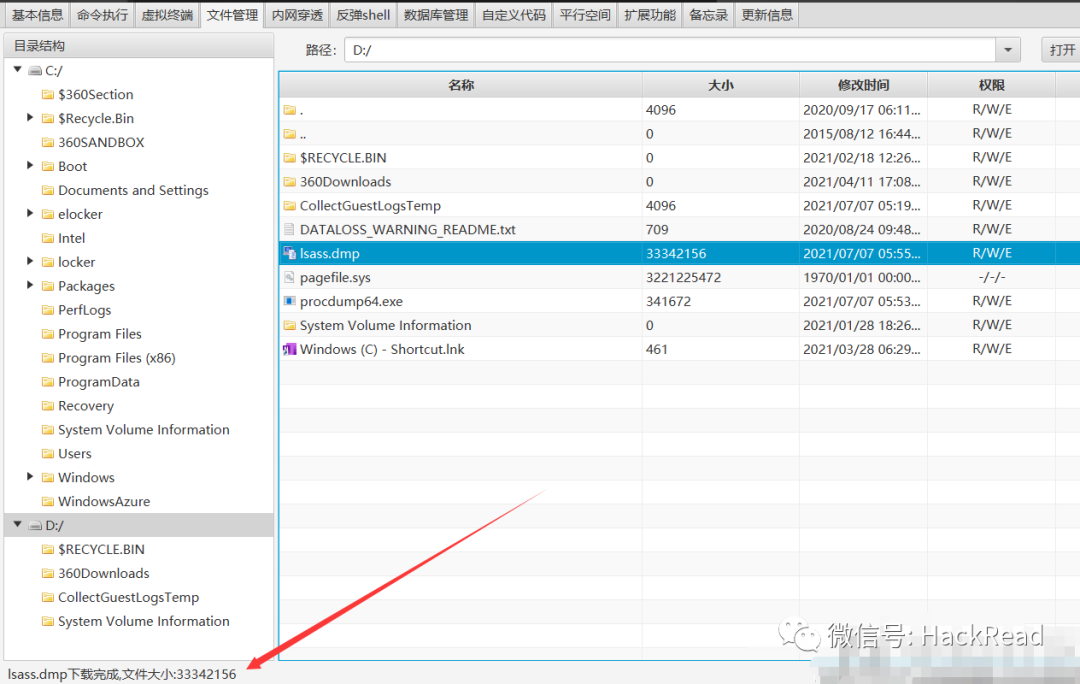 基本信息 命令执行 虚拟终端 文件管理 内网穿透 反弹shell 数据库管理 自定义代码 平行空间 扩展功能 备忘录 更新信息
目录结构
路径: D:/ 打开
C:/
$360Section
$Recycle.Bin
360SANDBOX
Boot
Documents and Settings
elocker
Intel
locker
Packages
PerfLogs
Program Files
Program Files (x86)
ProgramData
Recovery
System Volume Information
Users
Windows
WindowsAzure
D:/
$RECYCLE.BIN
360Downloads
CollectGuestLogsTemp
System Volume Information
名称 大小 修改时间 权限
. 4096 2020/09/17 06:11... R/W/E
.. 0 2015/08/12 16:44... R/W/E
$RECYCLE.BIN 0 2021/02/18 12:26... R/W/E
360Downloads 0 2021/04/11 17:08... R/W/E
CollectGuestLogsTemp 4096 2021/07/07 05:19... R/W/E
DATALOSS_WARNING_README.txt 709 2020/08/24 09:48... R/W/E
lsass.dmp 33342156 2021/07/07 05:55... R/W/E
pagefile.sys 3221225472 1970/01/01 00:00... -/-/-
procdump64.exe 341672 2021/07/07 05:53... R/W/E
System Volume Information 0 2021/01/28 18:26... R/W/E
Windows (C) - Shortcut.lnk 461 2021/03/28 06:29... R/W/E
微信号: HackRead
lsass.dmp下载完成,文件大小:33342156